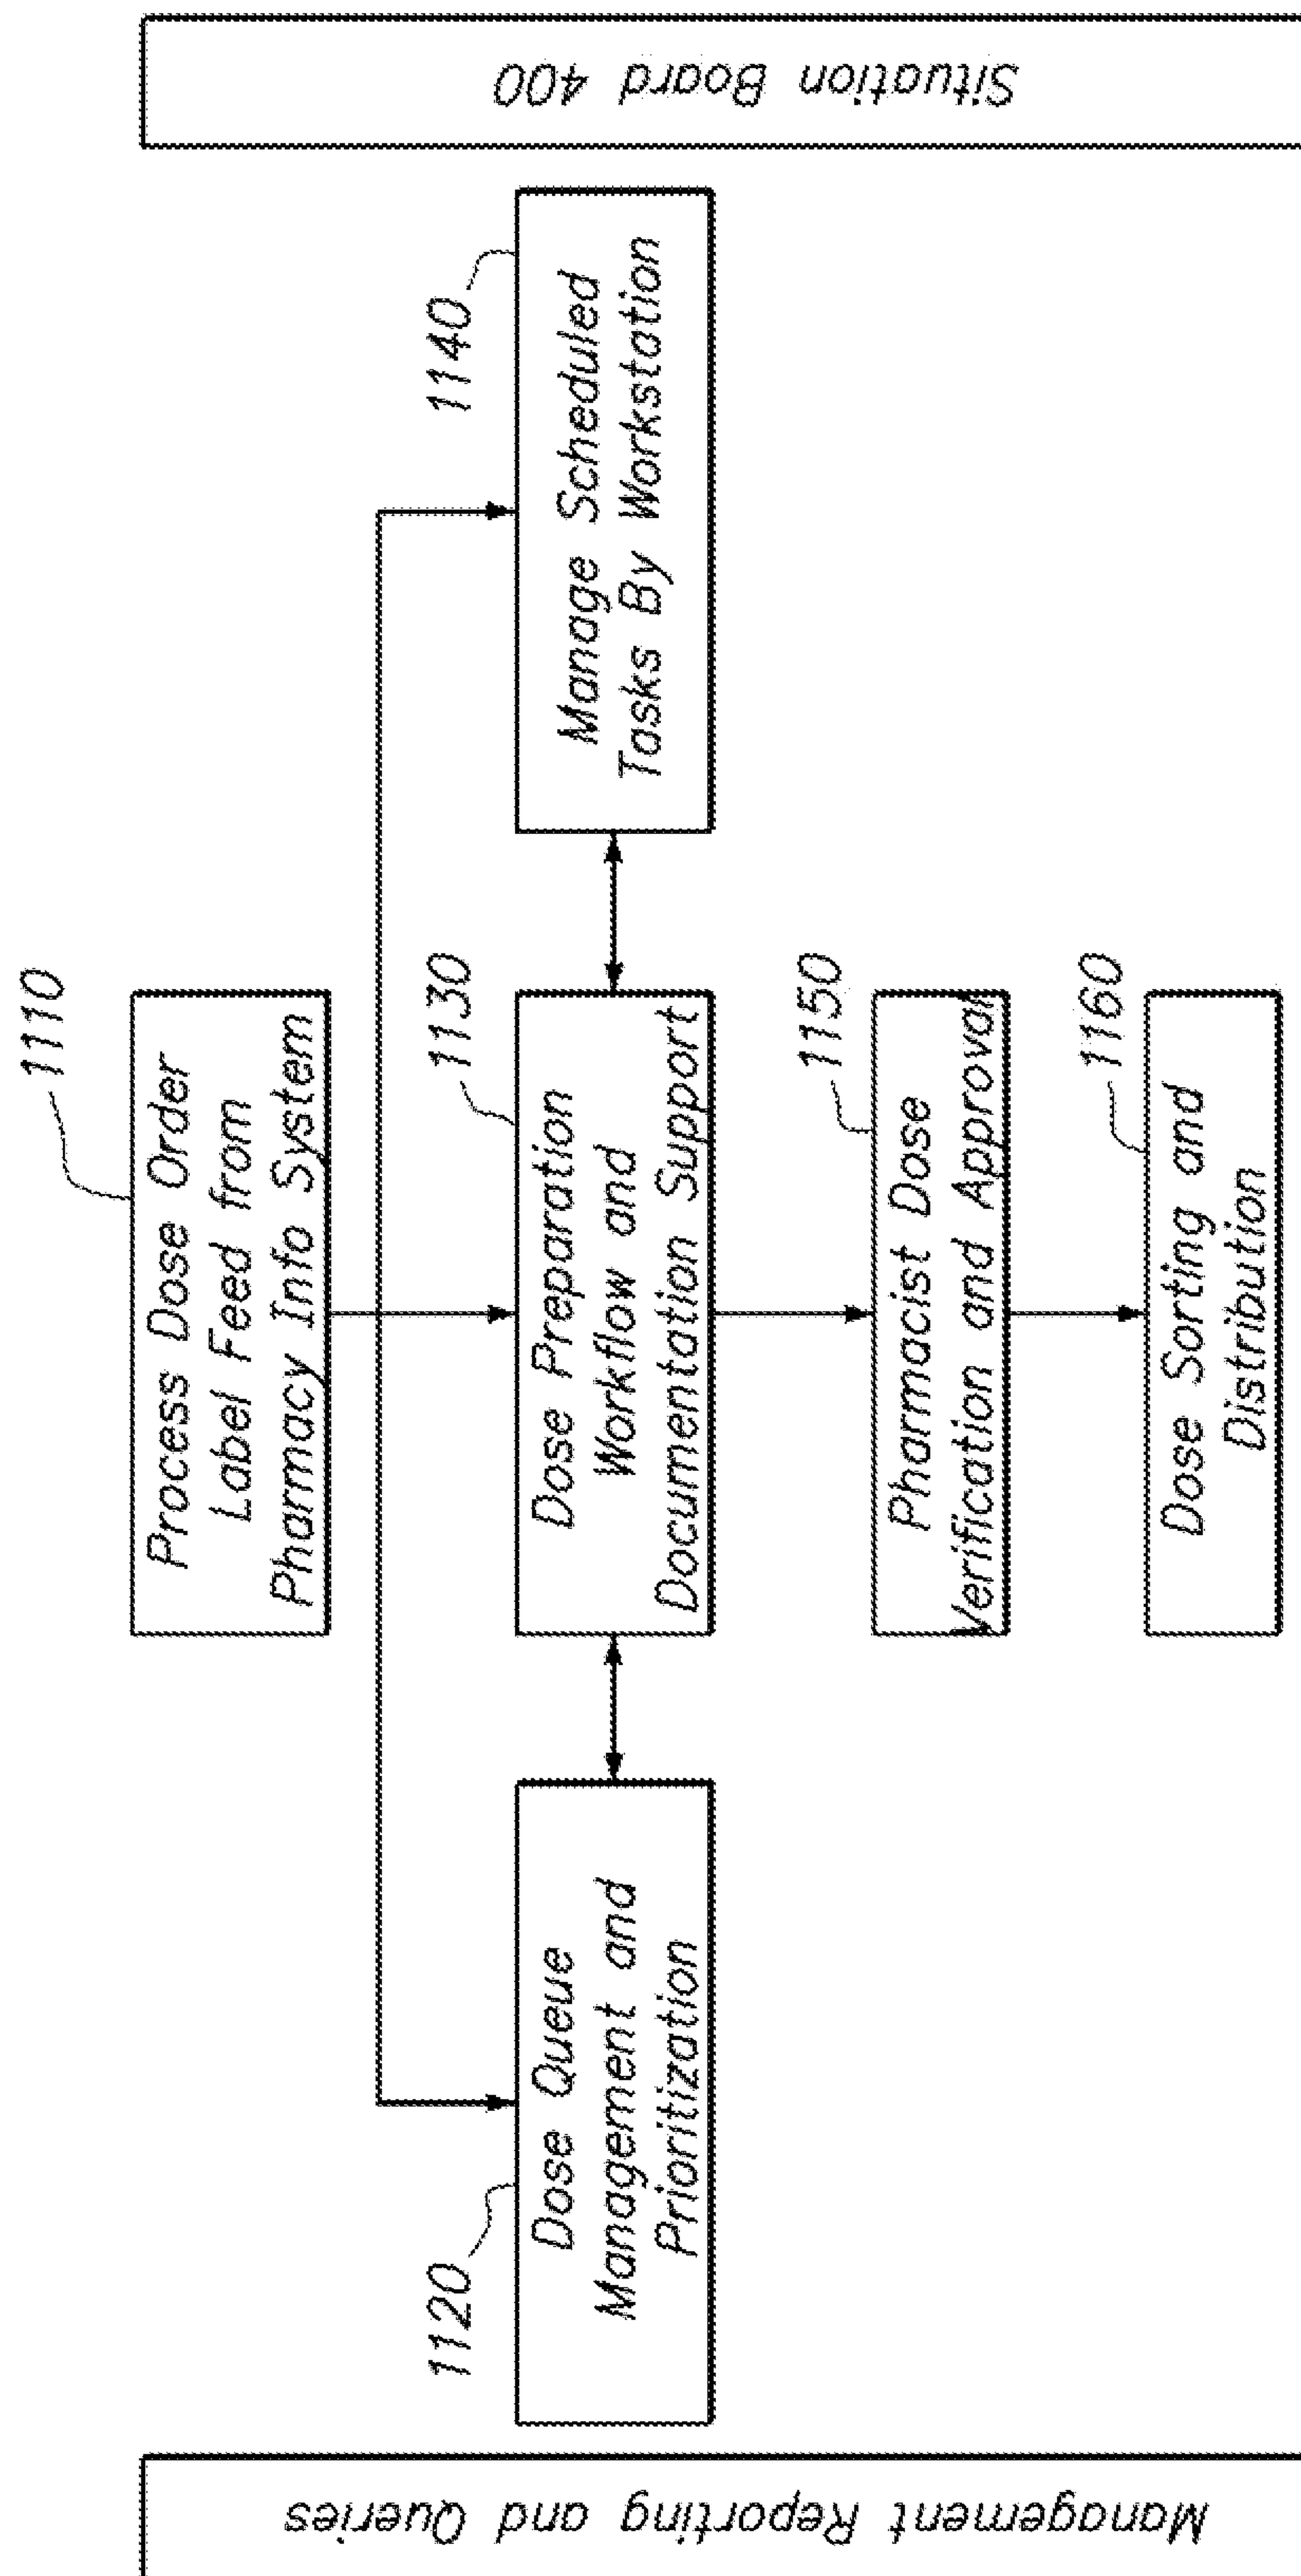 Management Reporting and Queries
1110
Process Dose Order
Label Feed from
Pharmacy Info System
1120
Dose Queue
Management and
Prioritization
1130
Dose Preparation
Workflow and
Documentation Support
1140
Manage Scheduled
Tasks By Workstation
1150
Pharmacist Dose
Verification and Approval
1160
Dose Sorting and
Distribution
Situation Board 400